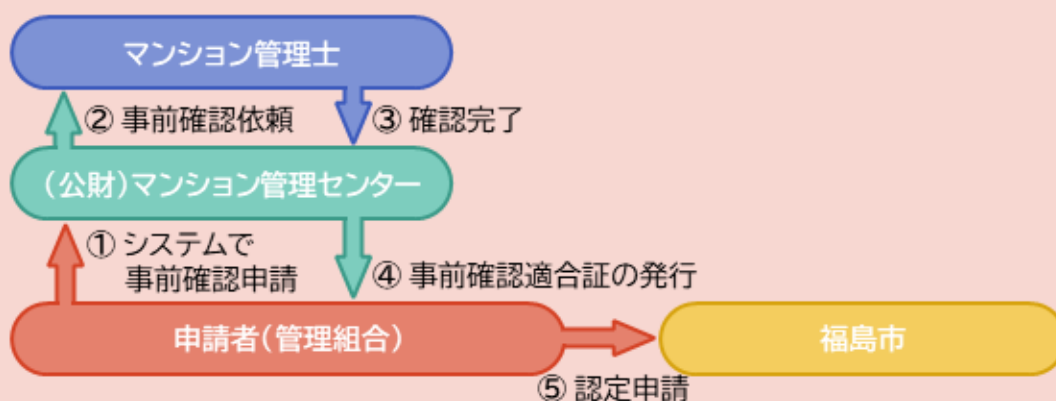 マンション管理士
② 事前確認依頼
③ 確認完了
(公財)マンション管理センター
① システムで
事前確認申請
④ 事前確認適合証の発行
申請者(管理組合)
福島市
⑤ 認定申請